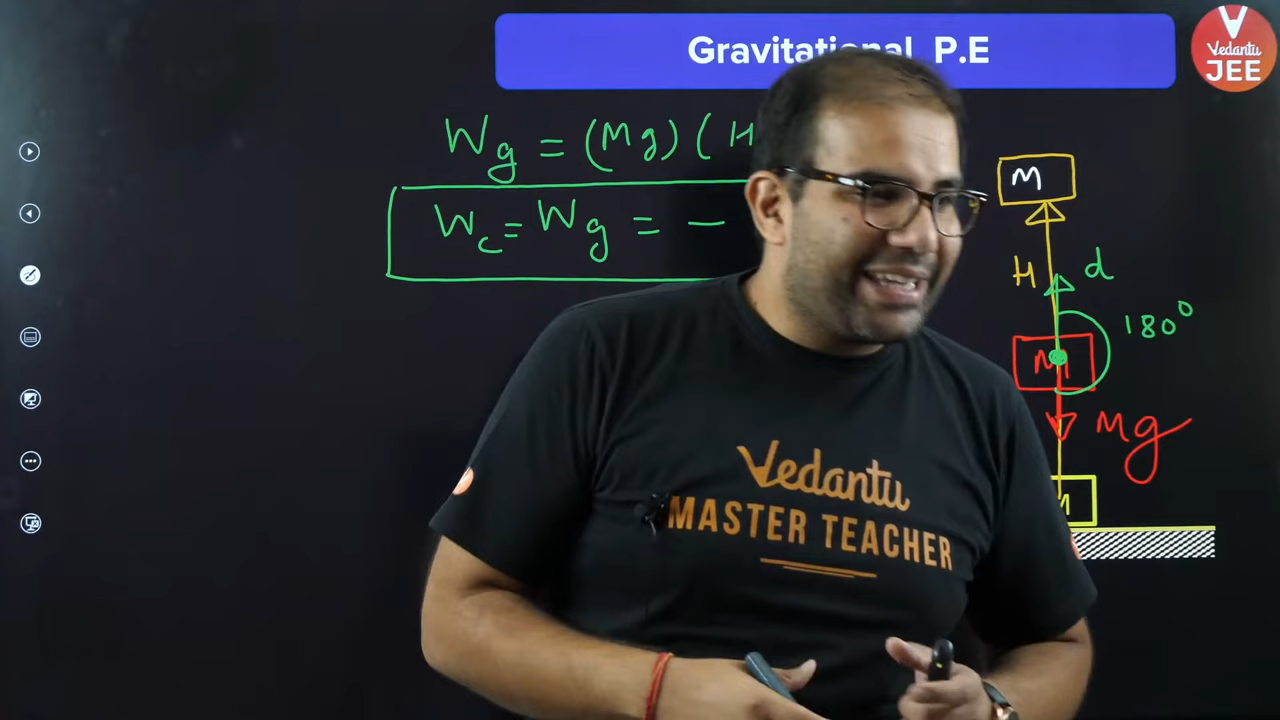 Gravitational P.E
Vedantu
JEE
Wg = (Mg) ( H
Wc = Wg = −
M
H
d
180°
M
Mg
Vedantu
MASTER TEACHER